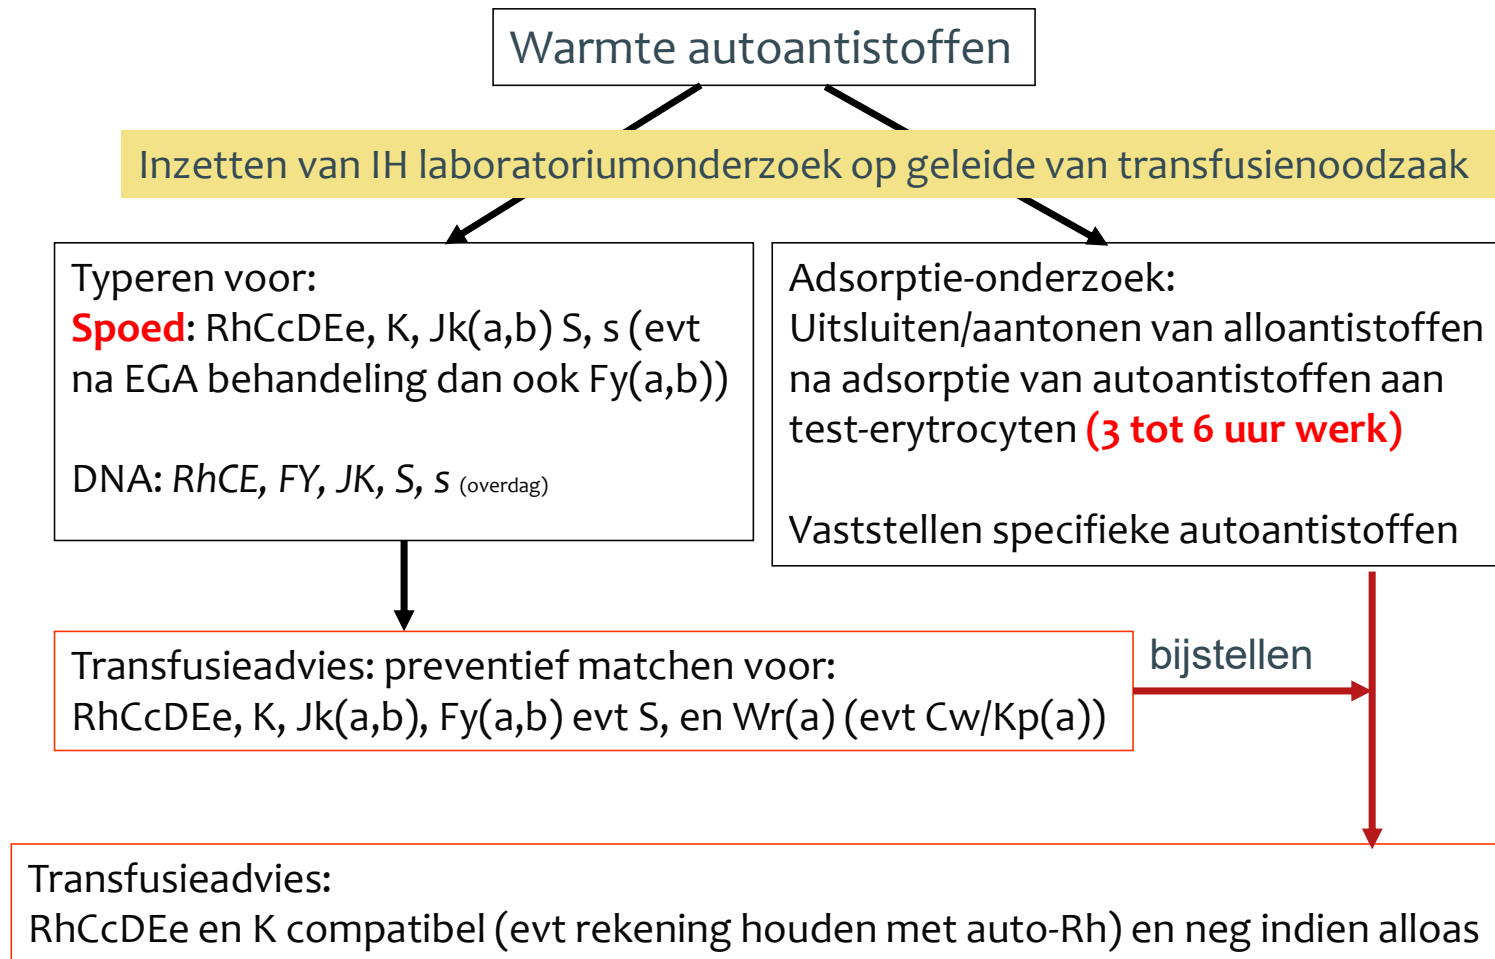 Warmte autoantistoffen
Inzetten van IH laboratoriumonderzoek op geleide van transfusienoodzaak
Typeren voor:
Spoed: RhCcDEe, K, Jk(a,b) S, s (evt
na EGA behandeling dan ook Fy(a,b))
DNA: RhCE, FY, JK, S, s (overdag)
Adsorptie-onderzoek:
Uitsluiten/aantonen van alloantistoffen
na adsorptie van autoantistoffen aan
test-erytrocyten (3 tot 6 uur werk)
Vaststellen specifieke autoantistoffen
Transfusieadvies: preventief matchen voor:
RhCcDEe, K, Jk(a,b), Fy(a,b) evt S, en Wr(a) (evt Cw/Kp(a))
bijstellen
Transfusieadvies:
RhCcDEe en K compatibel (evt rekening houden met auto-Rh) en neg indien alloas